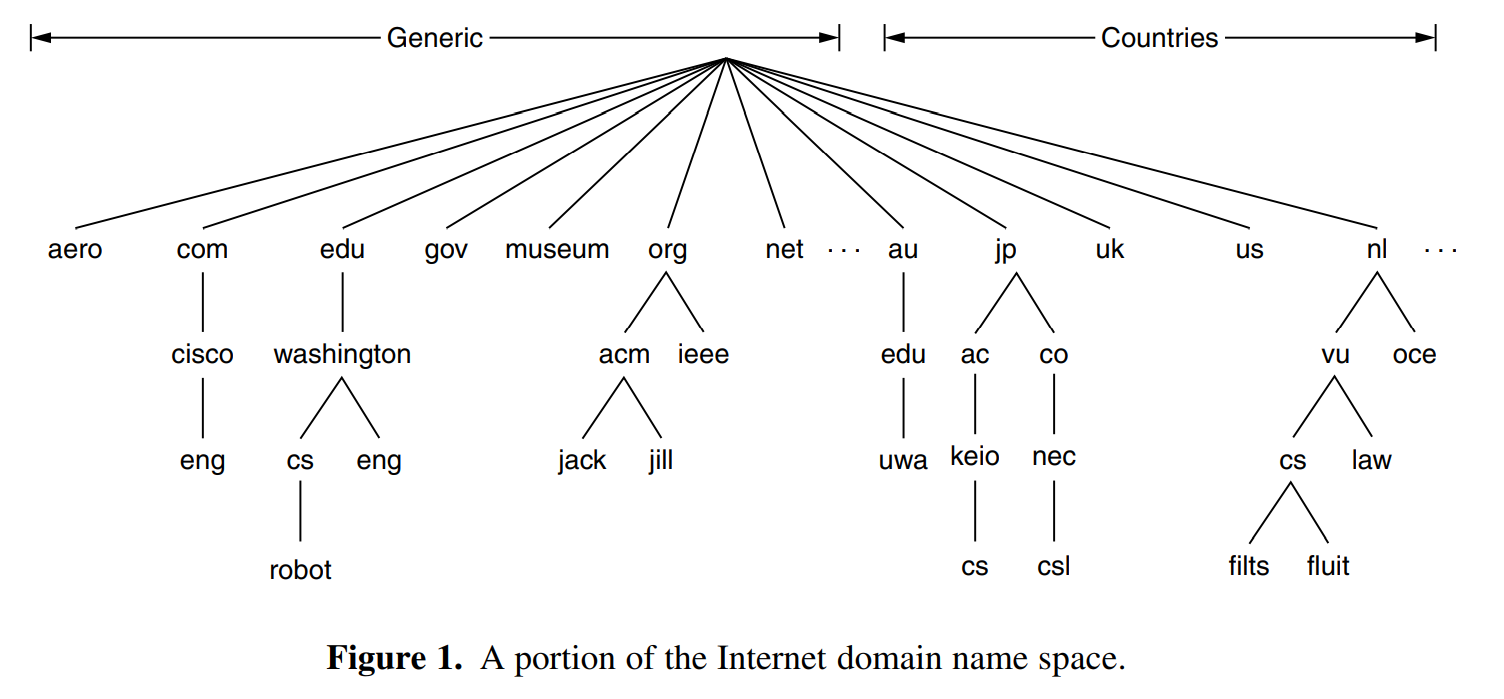 Generic Countries
aero com edu gov museum org net ... au jp uk us nl ...
cisco washington acm ieee edu ac co vu oce
eng cs eng jack jill uwa keio nec cs law
robot cs csl filts fluit
Figure 1. A portion of the Internet domain name space.